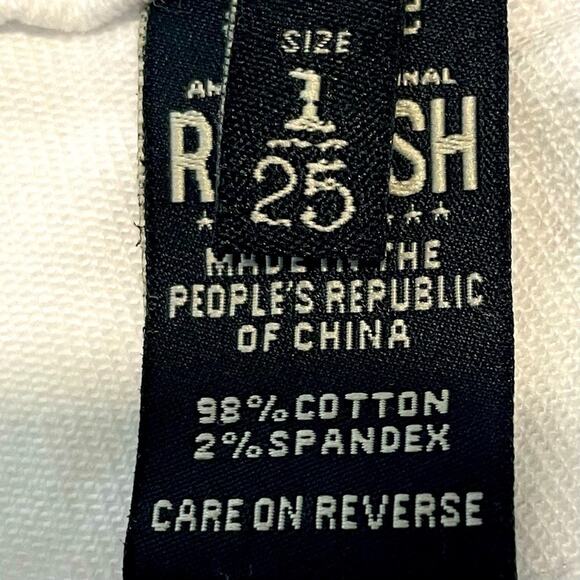 SIZE
1
25
MADE IN THE
PEOPLE'S REPUBLIC
OF CHINA
98% COTTON
2% SPANDEX
CARE ON REVERSE